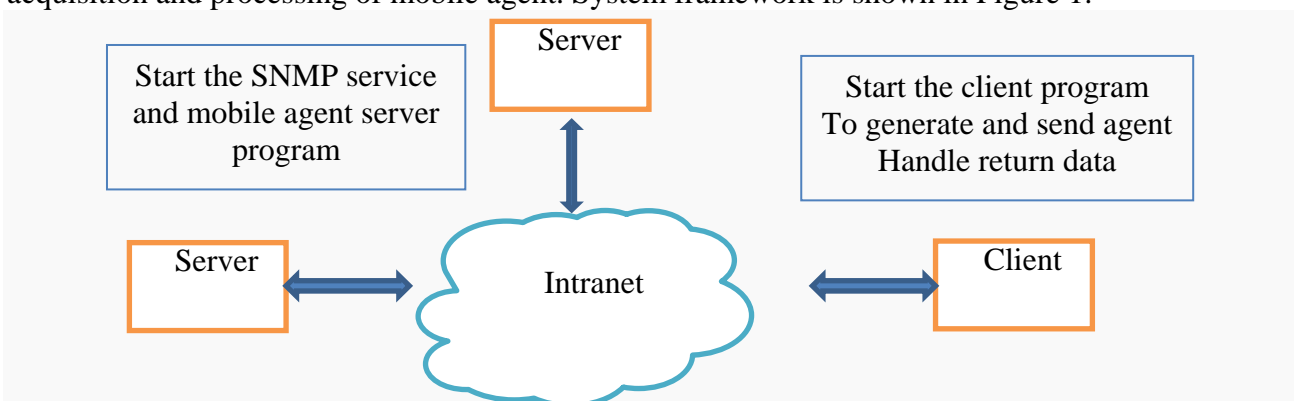 acquisition and processing of mobile agent. System framework is shown in Figure 1.
Server
Start the SNMP service
and mobile agent server
program
Start the client program
To generate and send agent
Handle return data
Server
Intranet
Client